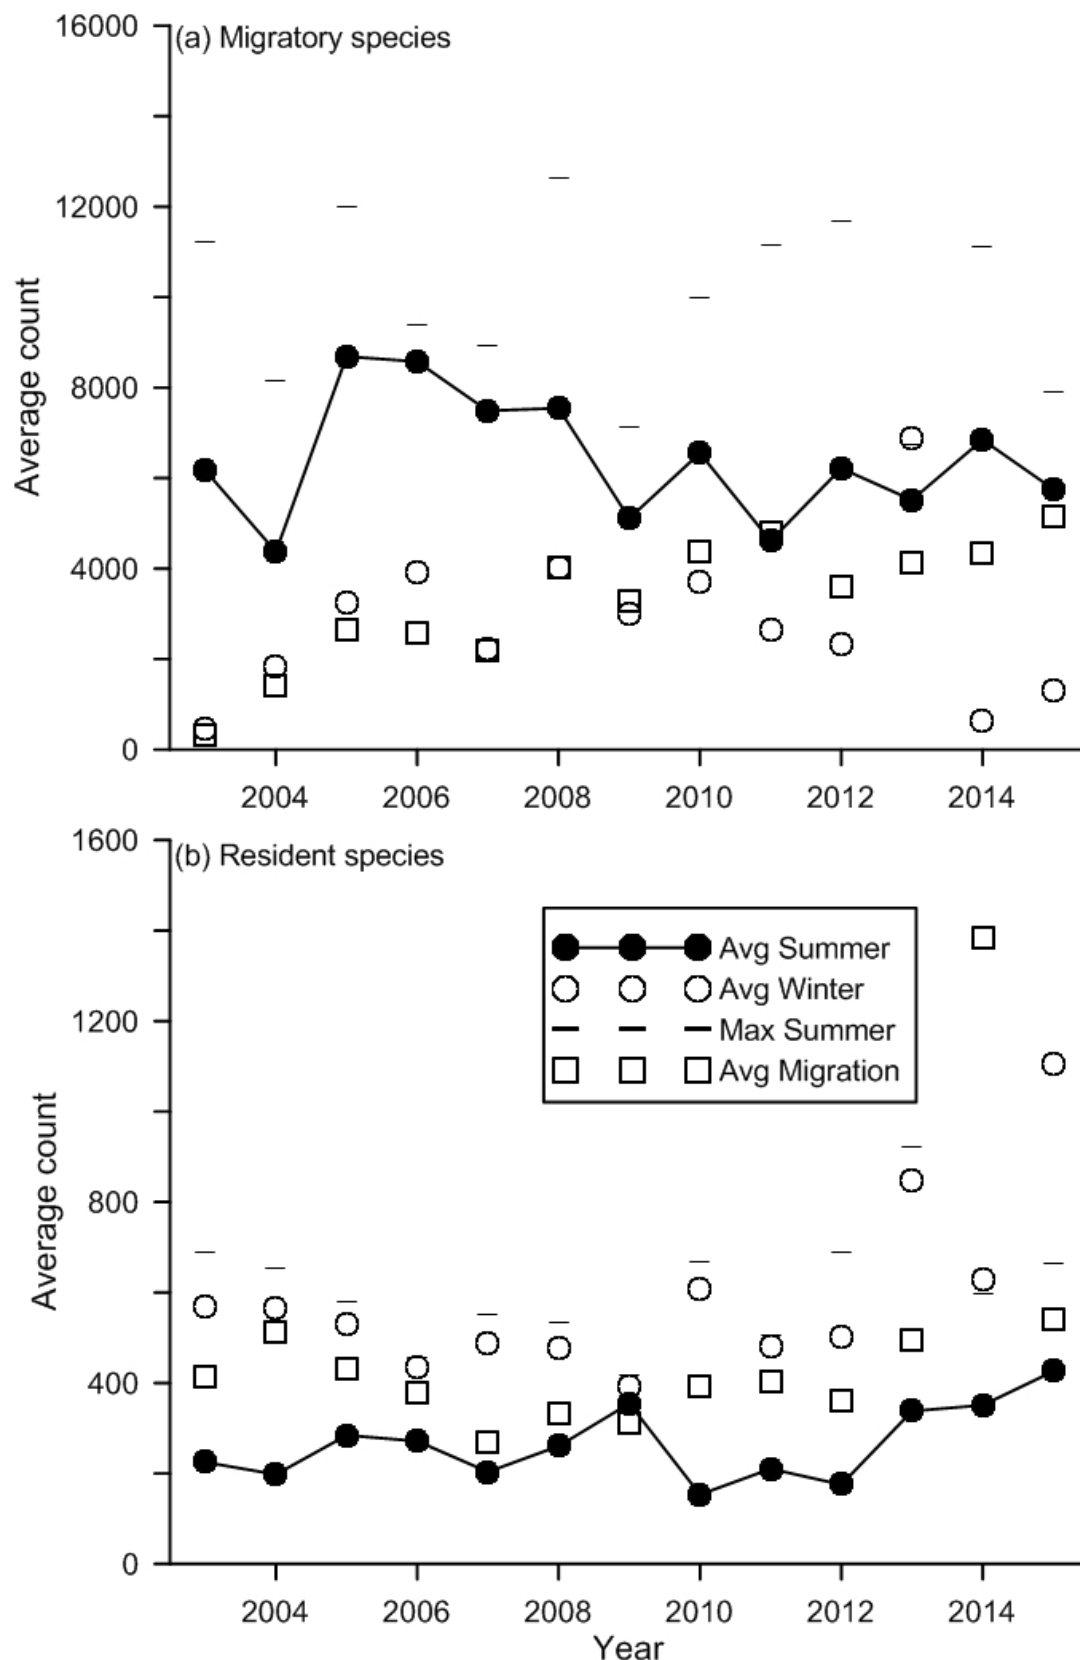 16000
(a) Migratory species
12000
8000
4000
0
Average count
2004 2006 2008 2010 2012 2014
1600
(b) Resident species
Avg Summer
Avg Winter
Max Summer
Avg Migration
1200
800
400
0
Average count
2004 2006 2008 2010 2012 2014
Year